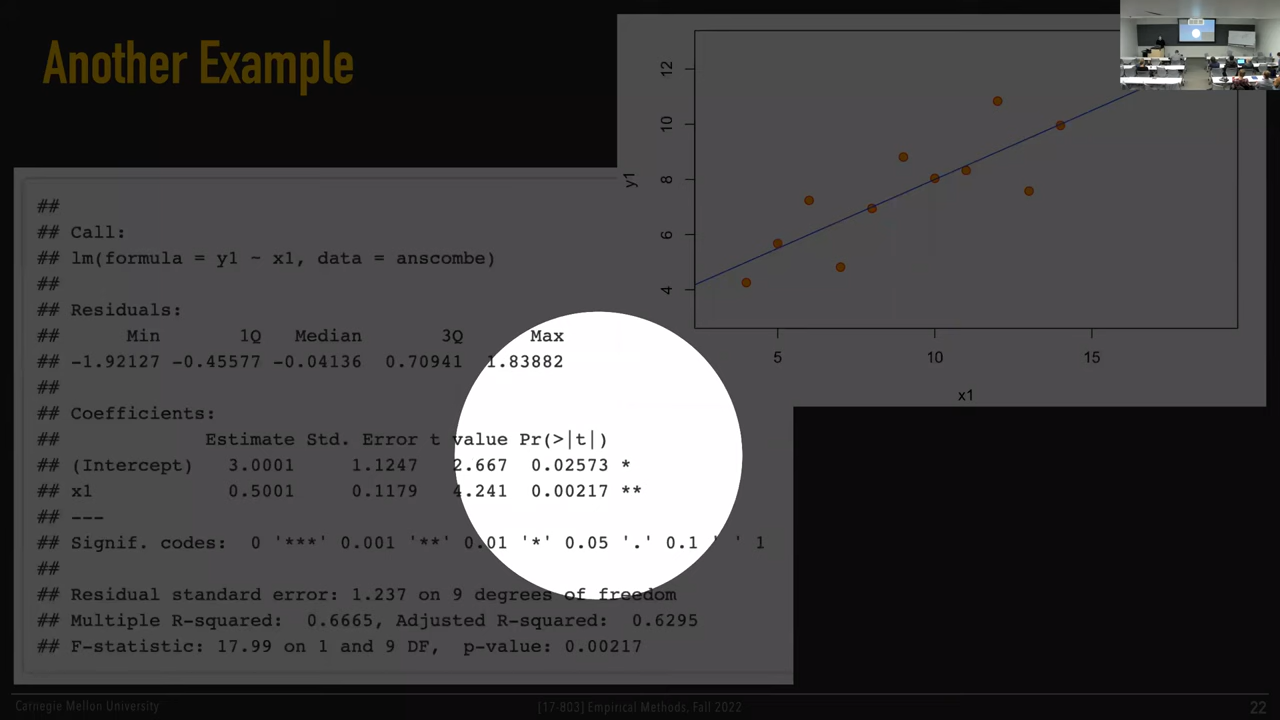 Another Example
##
## Call:
## lm(formula = y1 ~ x1, data = anscombe)
##
## Residuals:
##      Min       1Q   Median       3Q      Max
## -1.92127 -0.45577 -0.04136  0.70941  1.83882
##
## Coefficients:
##             Estimate Std. Error t value Pr(>|t|)
## (Intercept)   3.0001     1.1247   2.667  0.02573 *
## x1            0.5001     0.1179   4.241  0.00217 **
## ---
## Signif. codes:  0 '***' 0.001 '**' 0.01 '*' 0.05 '.' 0.1 ' ' 1
##
## Residual standard error: 1.237 on 9 degrees of freedom
## Multiple R-squared:  0.6665, Adjusted R-squared:  0.6295
## F-statistic: 17.99 on 1 and 9 DF,  p-value: 0.00217
12
10
8
6
4
y1
5 10 15
x1
Carnegie Mellon University
[17-803] Empirical Methods, Fall 2022
22